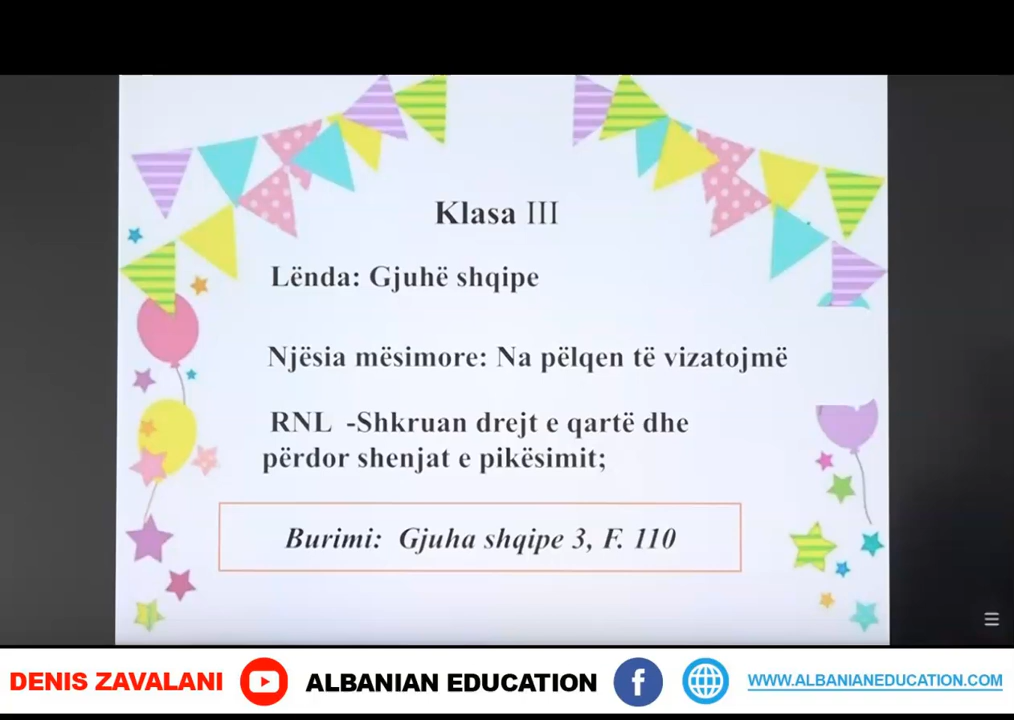 Klasa III
Lënda: Gjuhë shqipe
Njësia mësimore: Na pëlqen të vizatojmë
RNL -Shkruan drejt e qartë dhe
përdor shenjat e pikësimit;
Burimi: Gjuha shqipe 3, F. 110
DENIS ZAVALANI ALBANIAN EDUCATION WWW.ALBANIANEDUCATION.COM